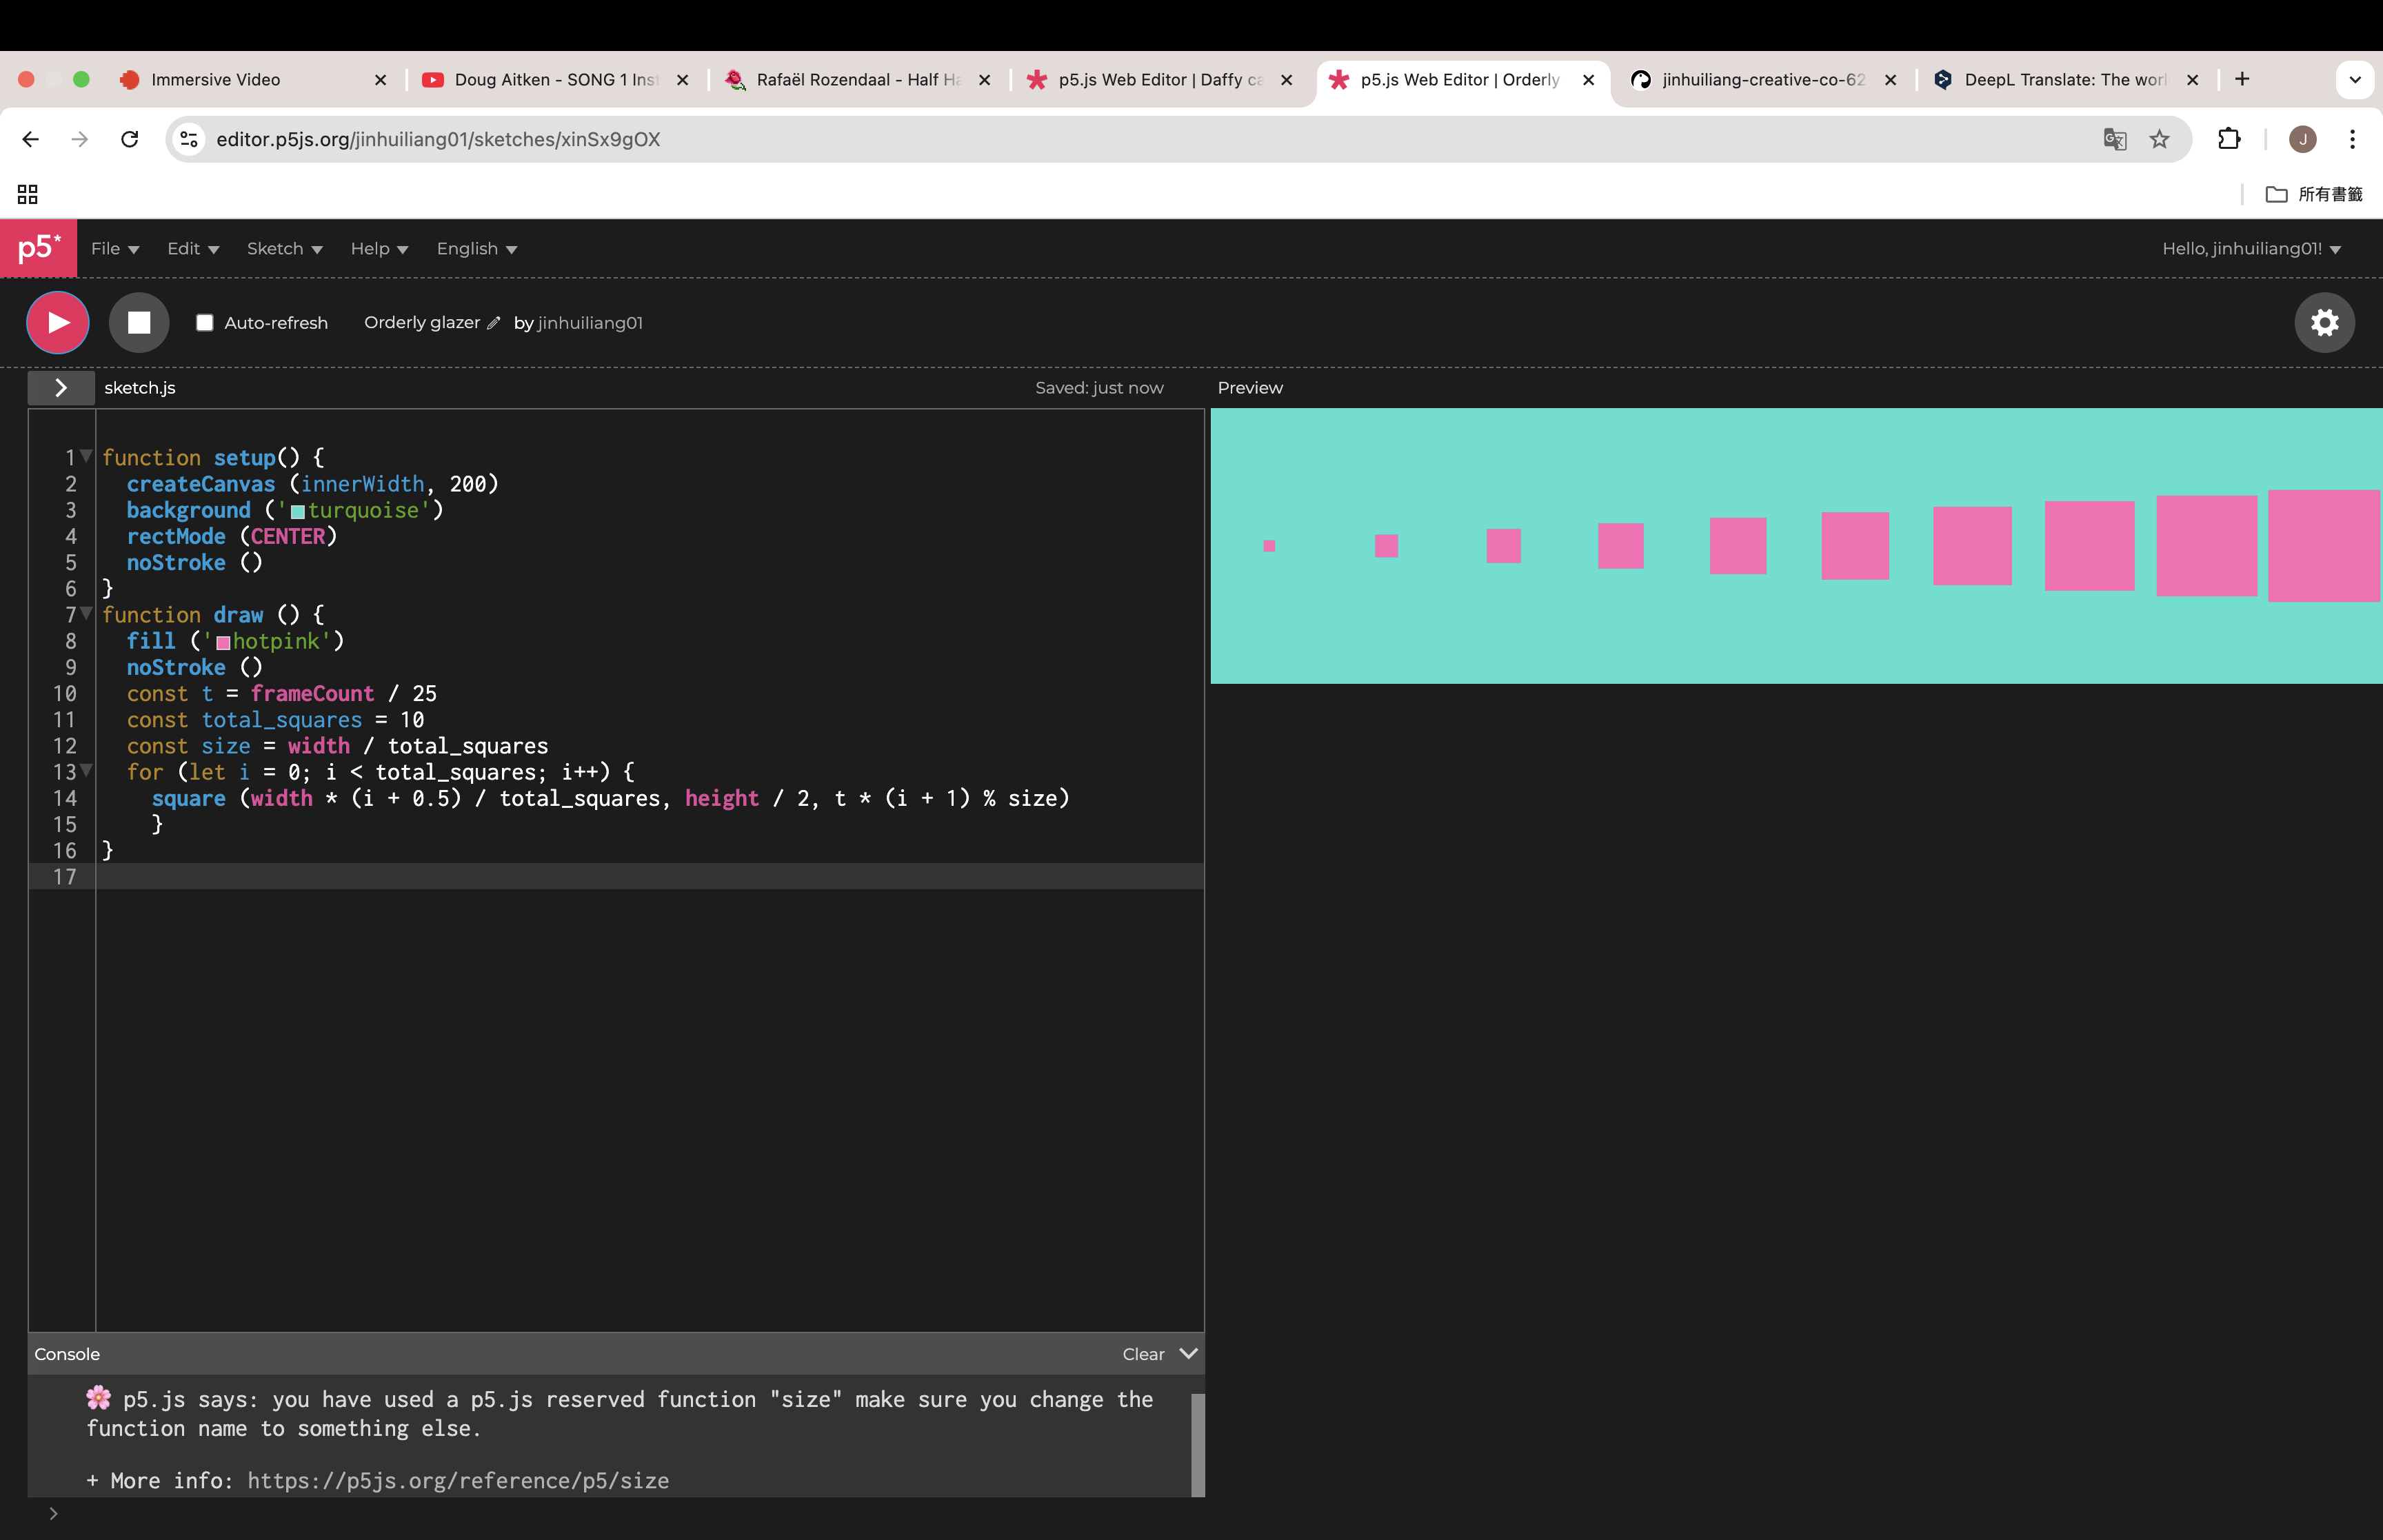 Immersive Video
Doug Aitken - SONG 1 Inst
Rafaël Rozendaal - Half Ha
p5.js Web Editor | Daffy ca
p5.js Web Editor | Orderly
jinhuiliang-creative-co-62
DeepL Translate: The worl
editor.p5js.org/jinhuiliang01/sketches/xinSx9gOX
J
所有書籤
p5*
File
Edit
Sketch
Help
English
Hello, jinhuiliang01!
Auto-refresh
Orderly glazer
by jinhuiliang01
sketch.js
Saved: just now
Preview
1 function setup() {
2 createCanvas (innerWidth, 200)
3 background ('turquoise')
4 rectMode (CENTER)
5 noStroke ()
6 }
7 function draw () {
8 fill ('hotpink')
9 noStroke ()
10 const t = frameCount / 25
11 const total_squares = 10
12 const size = width / total_squares
13 for (let i = 0; i < total_squares; i++) {
14 square (width * (i + 0.5) / total_squares, height / 2, t * (i + 1) % size)
15 }
16 }
17
Console
Clear
🌸 p5.js says: you have used a p5.js reserved function "size" make sure you change the
function name to something else.
+ More info: https://p5js.org/reference/p5/size
>